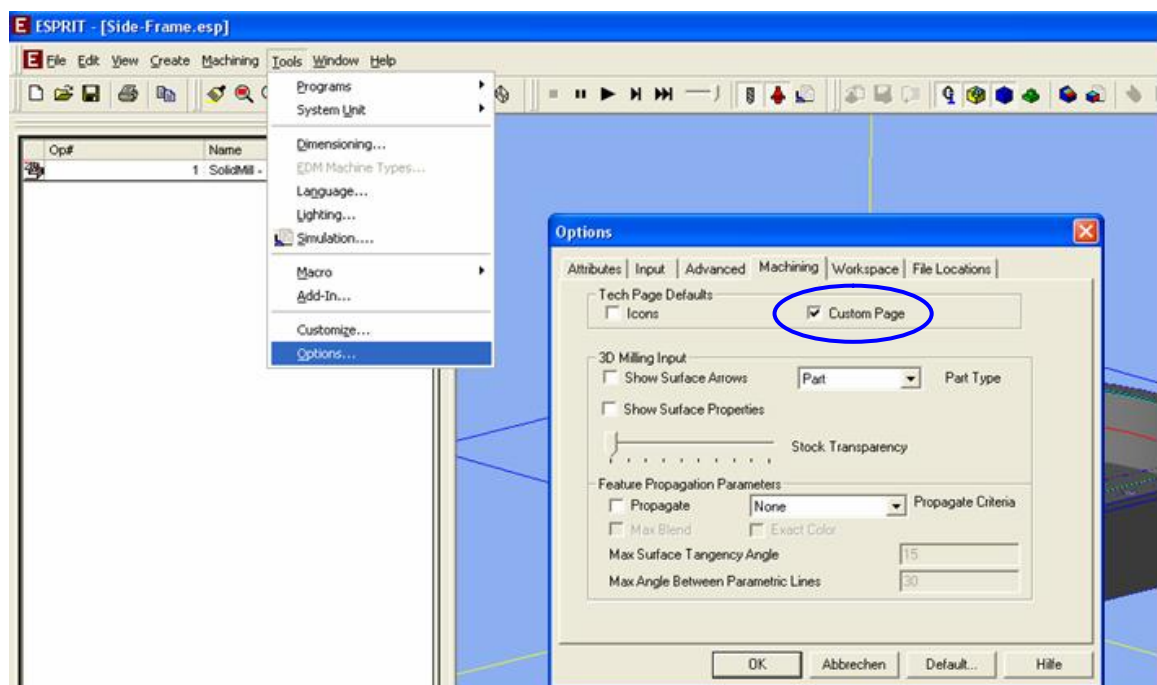 ESPRIT - [Side-Frame.esp]
File Edit View Create Machining Tools Window Help
Op# Name
1 SolidMill -
Programs
System Unit
Dimensioning...
EDM Machine Types...
Language...
Lighting...
Simulation....
Macro
Add-In...
Customize...
Options...
Options
Attributes Input Advanced Machining Workspace File Locations
Tech Page Defaults
Icons Custom Page
3D Milling Input
Show Surface Arrows Part Part Type
Show Surface Properties
Stock Transparency
Feature Propagation Parameters
Propagate None Propagate Criteria
Max Blend Exact Color
Max Surface Tangency Angle 15
Max Angle Between Parametric Lines 30
OK Abbrechen Default... Hilfe